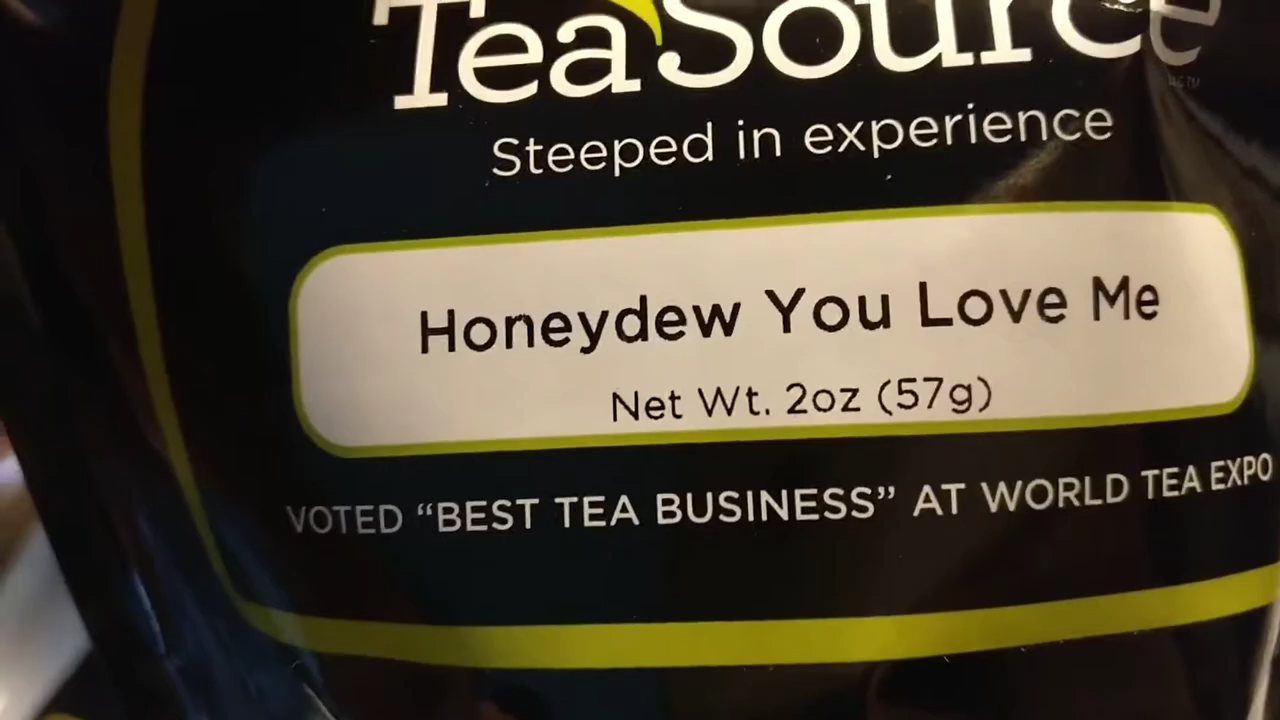 TeaSource
Steeped in experience
Honeydew You Love Me
Net Wt. 2oz (57g)
VOTED “BEST TEA BUSINESS” AT WORLD TEA EXPO